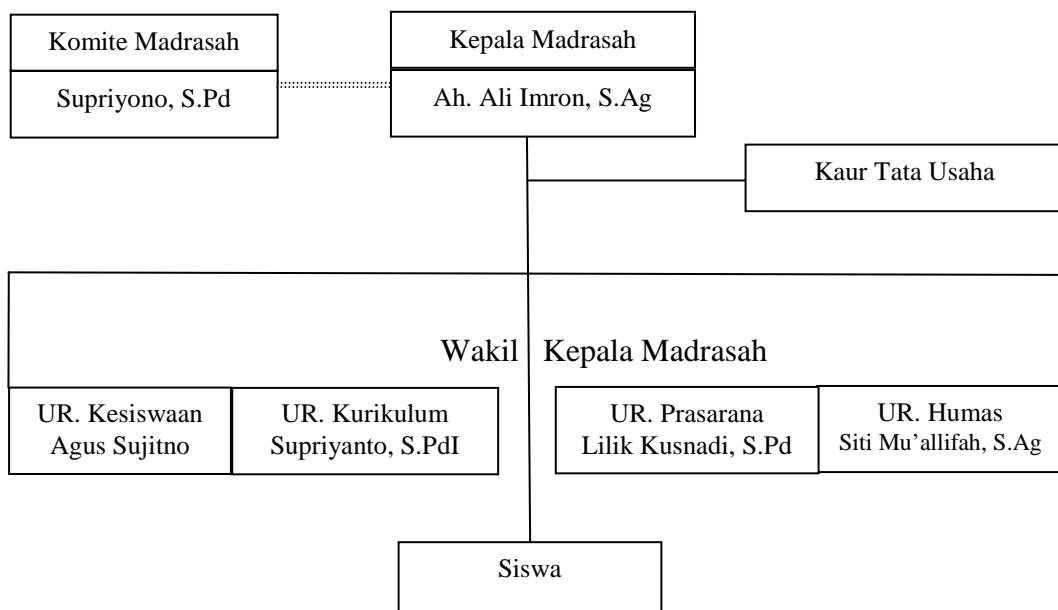 Komite Madrasah
Supriyono, S.Pd
Kepala Madrasah
Ah. Ali Imron, S.Ag
Kaur Tata Usaha
Wakil Kepala Madrasah
UR. Kesiswaan
Agus Sujitno
UR. Kurikulum
Supriyanto, S.PdI
UR. Prasarana
Lilik Kusnadi, S.Pd
UR. Humas
Siti Mu’allifah, S.Ag
Siswa